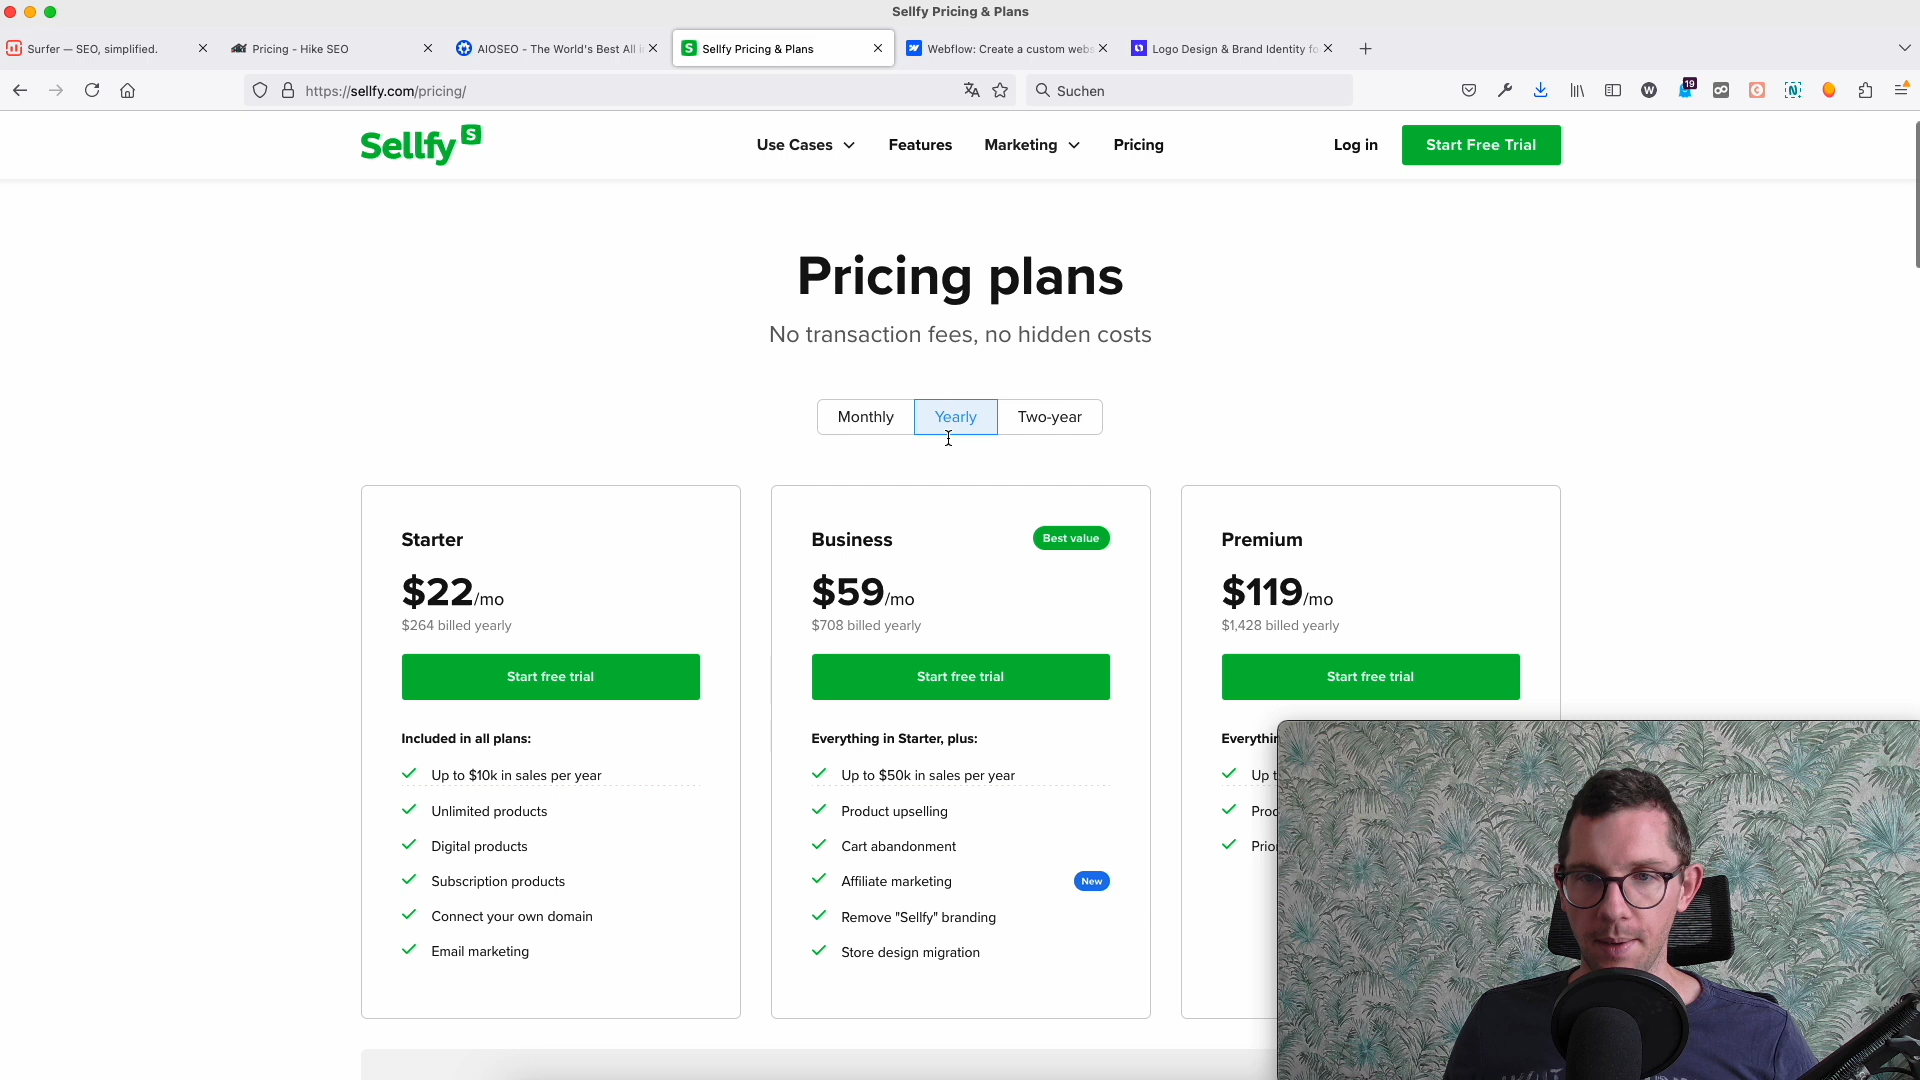 Sellfy Pricing & Plans
Surfer — SEO, simplified.
Pricing - Hike SEO
AIOSEO - The World's Best All i
Sellfy Pricing & Plans
Webflow: Create a custom webs
Logo Design & Brand Identity fo
https://sellfy.com/pricing/
Suchen
19
Sellfy S
Use Cases
Features
Marketing
Pricing
Log in
Start Free Trial
Pricing plans
No transaction fees, no hidden costs
Monthly
Yearly
Two-year
Starter
$22/mo
$264 billed yearly
Start free trial
Included in all plans:
Up to $10k in sales per year
Unlimited products
Digital products
Subscription products
Connect your own domain
Email marketing
Business
Best value
$59/mo
$708 billed yearly
Start free trial
Everything in Starter, plus:
Up to $50k in sales per year
Product upselling
Cart abandonment
Affiliate marketing
New
Remove "Sellfy" branding
Store design migration
Premium
$119/mo
$1,428 billed yearly
Start free trial
Everythin
Up t
Prod
Prior